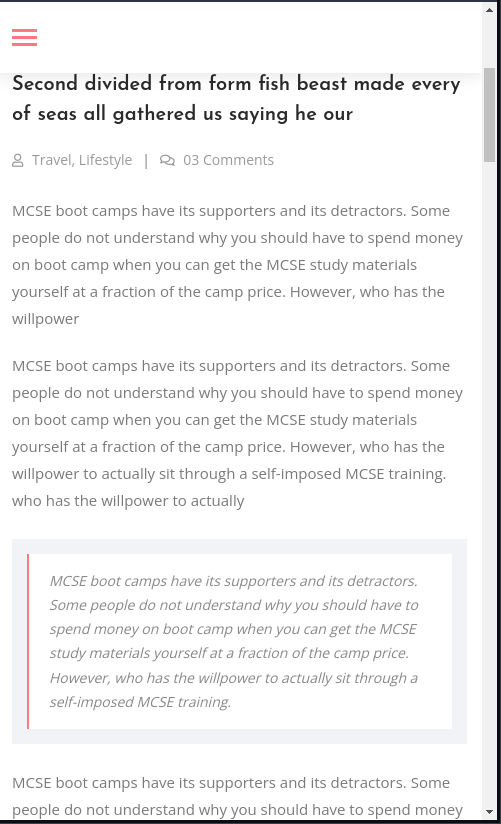 Second divided from form fish beast made every
of seas all gathered us saying he our
Travel, Lifestyle | 03 Comments
MCSE boot camps have its supporters and its detractors. Some
people do not understand why you should have to spend money
on boot camp when you can get the MCSE study materials
yourself at a fraction of the camp price. However, who has the
willpower
MCSE boot camps have its supporters and its detractors. Some
people do not understand why you should have to spend money
on boot camp when you can get the MCSE study materials
yourself at a fraction of the camp price. However, who has the
willpower to actually sit through a self-imposed MCSE training.
who has the willpower to actually
MCSE boot camps have its supporters and its detractors.
Some people do not understand why you should have to
spend money on boot camp when you can get the MCSE
study materials yourself at a fraction of the camp price.
However, who has the willpower to actually sit through a
self-imposed MCSE training.
MCSE boot camps have its supporters and its detractors. Some
people do not understand why you should have to spend money